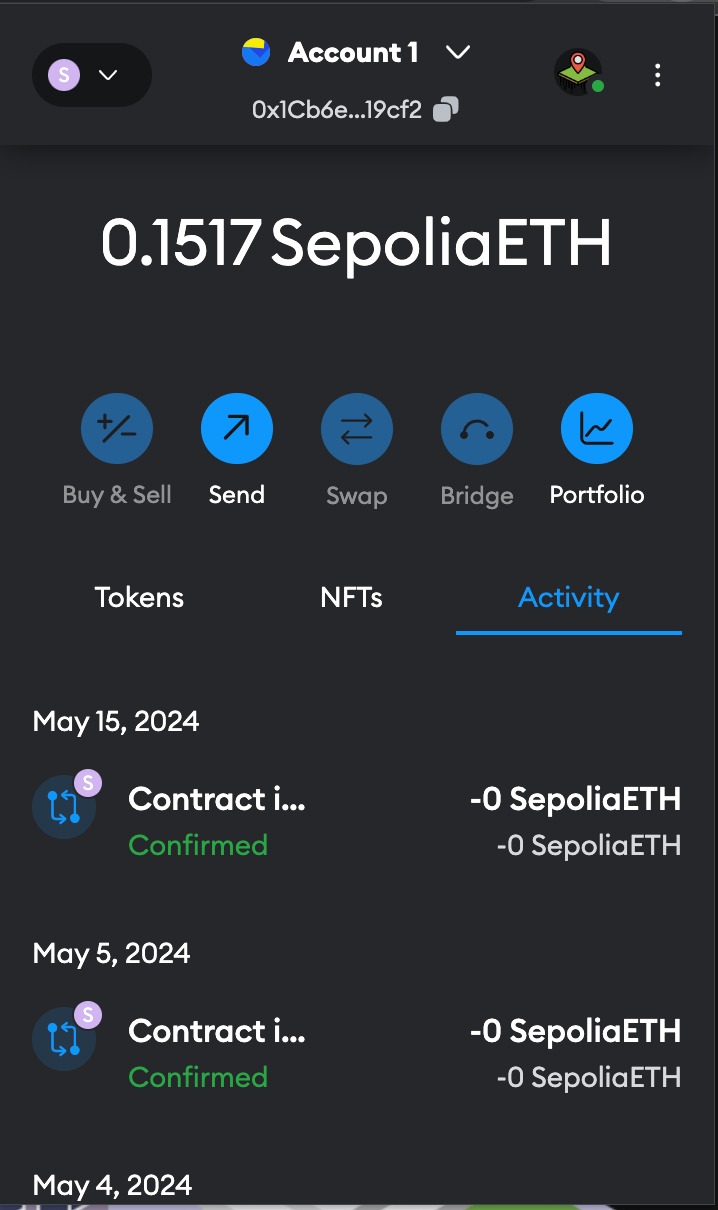 S
Account 1
0x1Cb6e...19cf2
0.1517 SepoliaETH
Buy & Sell
Send
Swap
Bridge
Portfolio
Tokens
NFTs
Activity
May 15, 2024
S
Contract i...
-0 SepoliaETH
Confirmed
-0 SepoliaETH
May 5, 2024
S
Contract i...
-0 SepoliaETH
Confirmed
-0 SepoliaETH
May 4, 2024